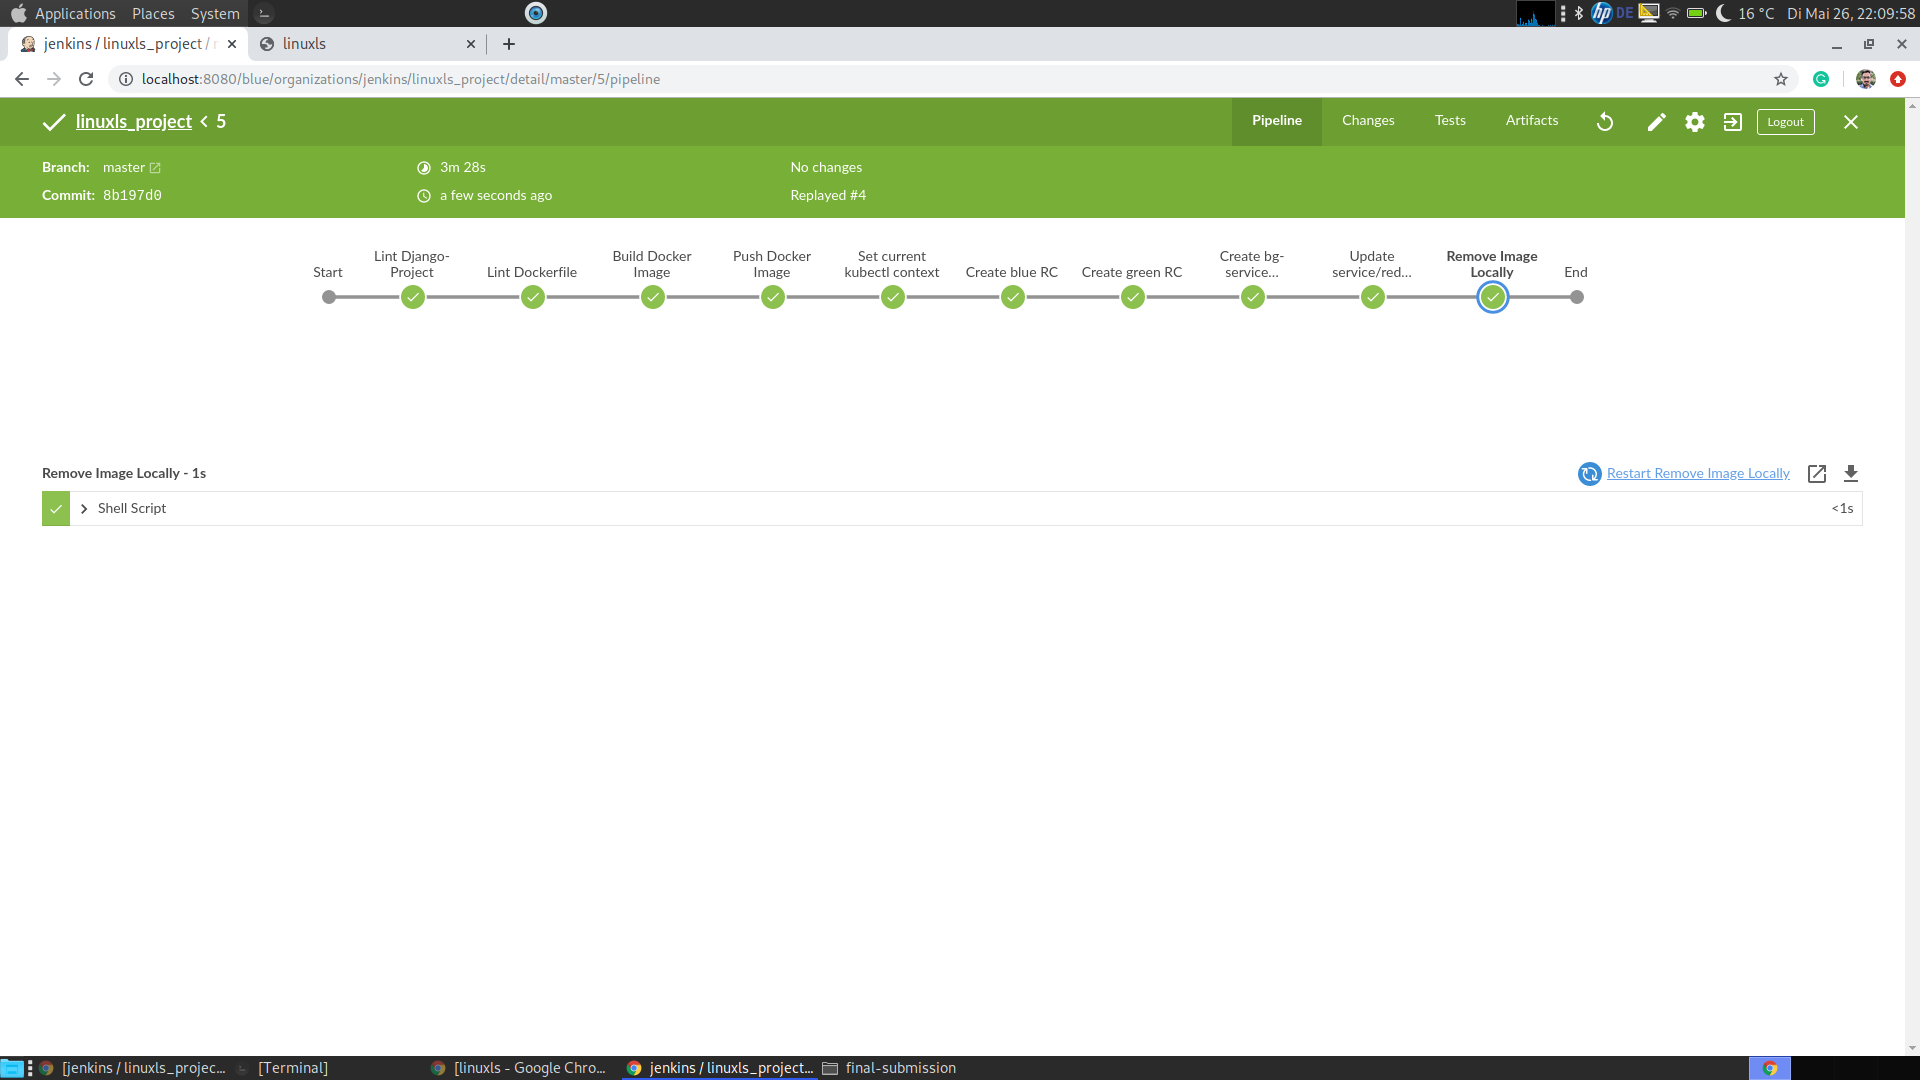 Applications Places System DE 16 °C Di Mai 26, 22:09:58
jenkins / linuxls_project / linuxls
localhost:8080/blue/organizations/jenkins/linuxls_project/detail/master/5/pipeline
linuxls_project < 5 Pipeline Changes Tests Artifacts Logout
Branch: master 3m 28s No changes
Commit: 8b197d0 a few seconds ago Replayed #4
Start
Lint Django-
Project
Lint Dockerfile
Build Docker
Image
Push Docker
Image
Set current
kubectl context
Create blue RC
Create green RC
Create bg-
service...
Update
service/red...
Remove Image
Locally
End
Remove Image Locally - 1s Restart Remove Image Locally
Shell Script <1s
[jenkins / linuxls_projec... [Terminal] [linuxls - Google Chro... jenkins / linuxls_project... final-submission